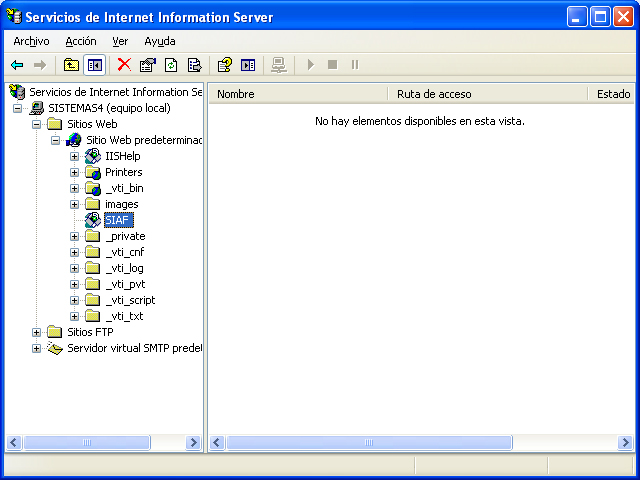 Servicios de Internet Information Server
Archivo Acción Ver Ayuda
Servicios de Internet Information Se
SISTEMAS4 (equipo local)
Sitios Web
Sitio Web predeterminad
IISHelp
Printers
_vti_bin
images
SIAF
_private
_vti_cnf
_vti_log
_vti_pvt
_vti_script
_vti_txt
Sitios FTP
Servidor virtual SMTP predet
Nombre Ruta de acceso Estado
No hay elementos disponibles en esta vista.